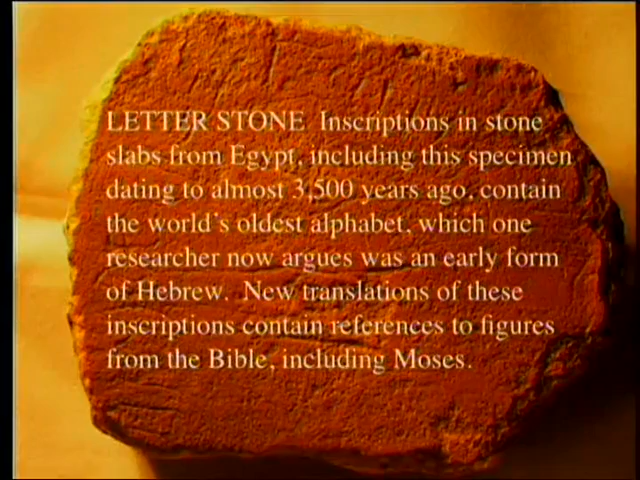 LETTER STONE  Inscriptions in stone
slabs from Egypt, including this specimen
dating to almost 3,500 years ago, contain
the world's oldest alphabet, which one
researcher now argues was an early form
of Hebrew.  New translations of these
inscriptions contain references to figures
from the Bible, including Moses.